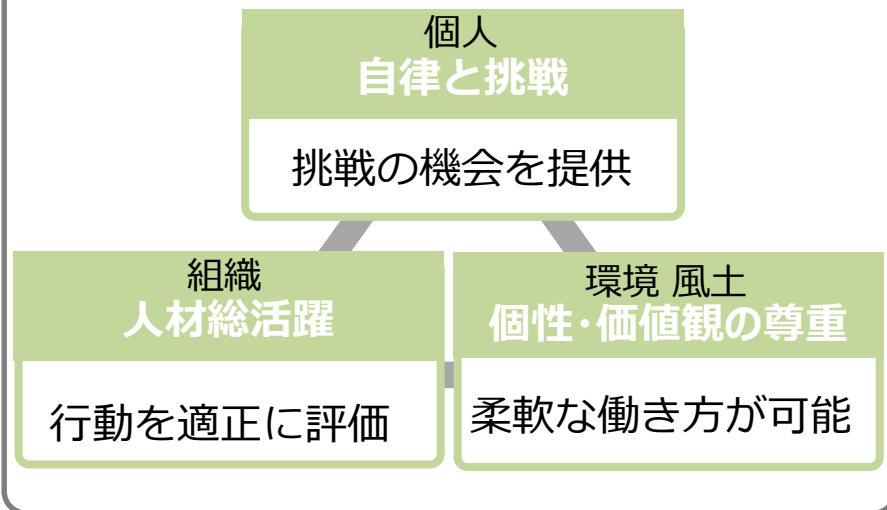 個人
自律と挑戦
挑戦の機会を提供
組織
人材総活躍
行動を適正に評価
環境 風土
個性・価値観の尊重
柔軟な働き方が可能